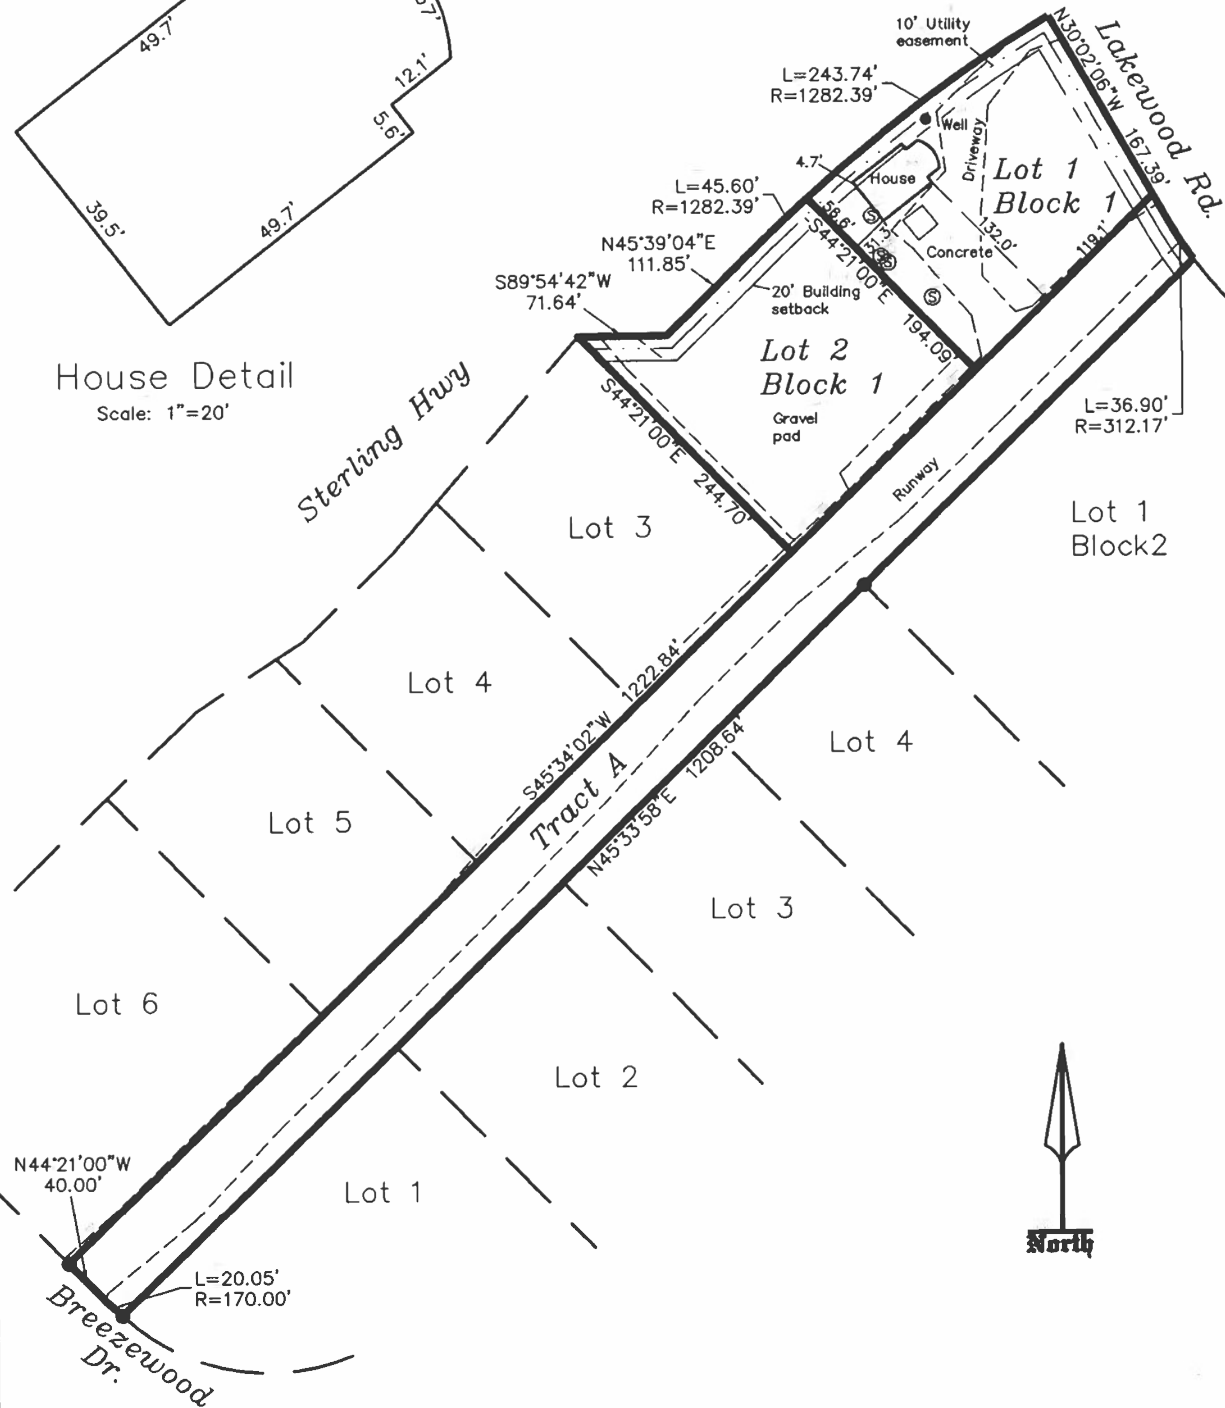 49.7'
12.1'
5.6'
39.5'
49.7'
House Detail
Scale: 1"=20'
10' Utility
easement
L=243.74'
R=1282.39'
N30°02'06"W 167.39'
Lakewood Rd.
Well
Driveway
4.7'
House
Lot 1
Block 1
L=45.60'
R=1282.39'
58.6'
132.0'
119.1'
Concrete
S
S
S
N45°39'04"E
111.85'
S44°21'00"E 194.09'
S89°54'42"W
71.64'
20' Building
setback
Lot 2
Block 1
Gravel
pad
L=36.90'
R=312.17'
Sterling Hwy
S44°21'00"E 244.70'
Runway
Lot 3
Lot 1
Block2
Lot 4
S45°34'02"W 1222.84'
Tract A
N45°33'58"E 1208.64'
Lot 4
Lot 5
Lot 3
Lot 6
Lot 2
N44°21'00"W
40.00'
Lot 1
North
L=20.05'
R=170.00'
Breezewood
Dr.